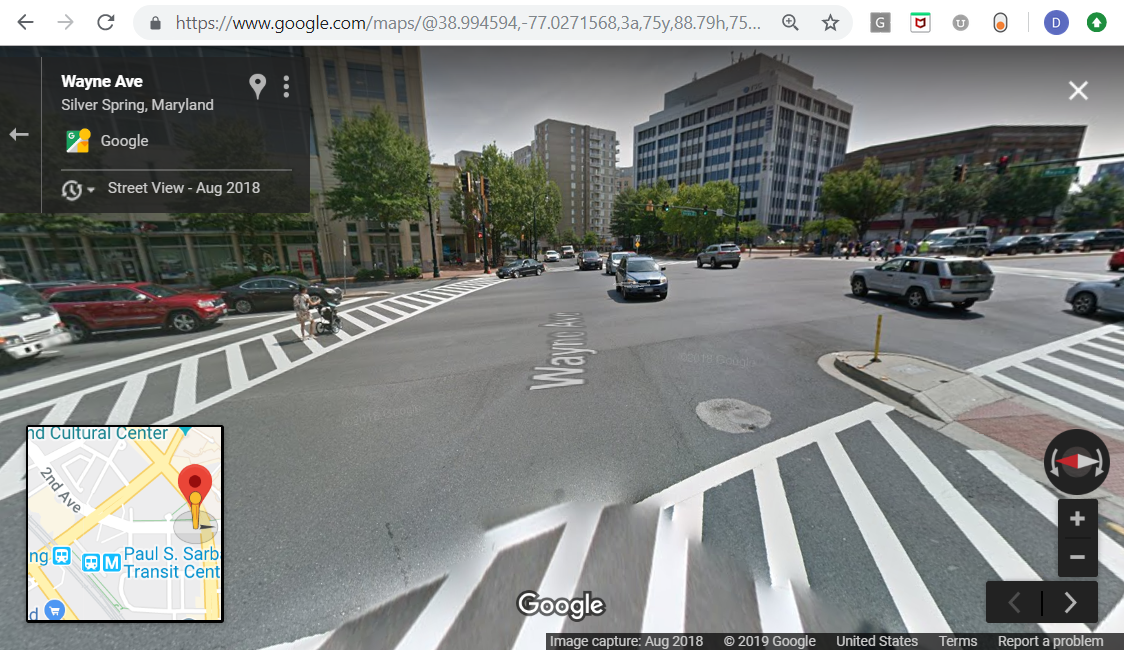 https://www.google.com/maps/@38.994594,-77.0271568,3a,75y,88.79h,75...
G
U
D
Wayne Ave
Silver Spring, Maryland
Google
Street View - Aug 2018
Wayne Ave
nd Cultural Center
2nd Ave
ng
M
Paul S. Sarb
Transit Cent
d
Google
Image capture: Aug 2018
© 2019 Google
United States
Terms
Report a problem